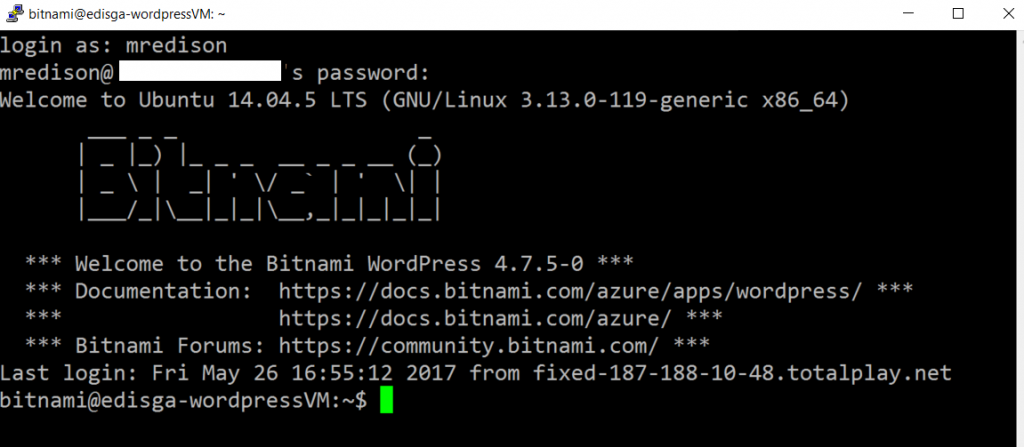 bitnami@edisga-wordpressVM: ~
login as: mredison
mredison@ 's password:
Welcome to Ubuntu 14.04.5 LTS (GNU/Linux 3.13.0-119-generic x86_64)
Bitnami
*** Welcome to the Bitnami WordPress 4.7.5-0 ***
*** Documentation:  https://docs.bitnami.com/azure/apps/wordpress/ ***
***                 https://docs.bitnami.com/azure/ ***
*** Bitnami Forums: https://community.bitnami.com/ ***
Last login: Fri May 26 16:55:12 2017 from fixed-187-188-10-48.totalplay.net
bitnami@edisga-wordpressVM:~$